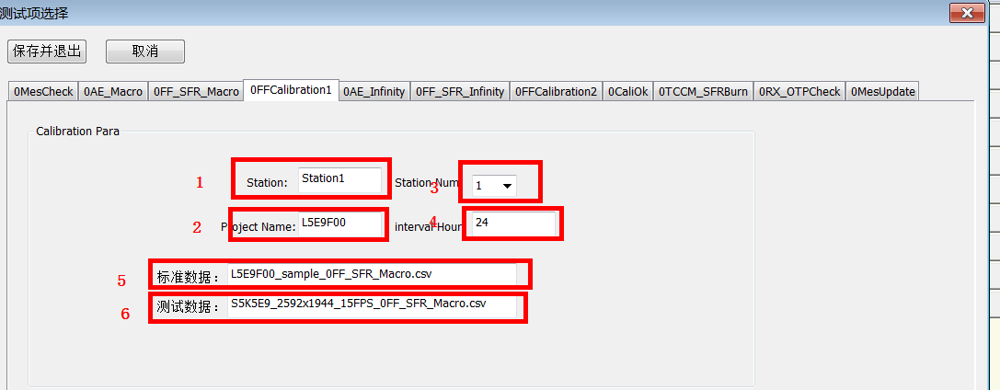 测试项选择
保存并退出 取消
0MesCheck 0AE_Macro 0FF_SFR_Macro 0FFCalibration1 0AE_Infinity 0FF_SFR_Infinity 0FFCalibration2 0CaliOk 0TCCM_SFRBurn 0RX_OTPCheck 0MesUpdate
Calibration Para
1 Station: Station1 Station Num 3 1
2 Project Name: L5E9F00 interval Hour 4 24
5 标准数据： L5E9F00_sample_0FF_SFR_Macro.csv
6 测试数据： S5K5E9_2592x1944_15FPS_0FF_SFR_Macro.csv